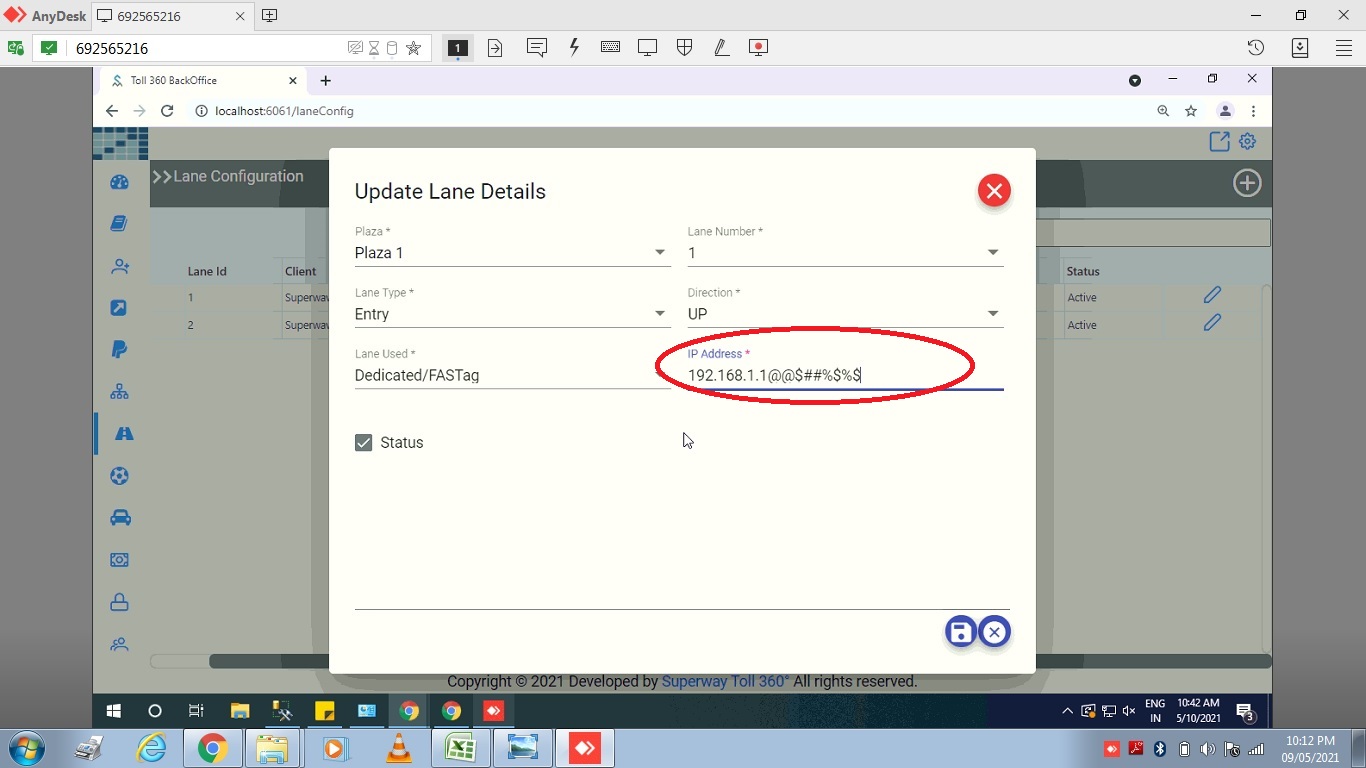 AnyDesk
692565216
692565216
1
Toll 360 BackOffice
localhost:6061/laneConfig
>>Lane Configuration
Update Lane Details
Plaza *
Plaza 1
Lane Number *
1
Lane Id
Client
Status
Lane Type *
Entry
Direction *
UP
1
Superwav
Active
2
Superwav
Active
Lane Used *
Dedicated/FASTag
IP Address *
192.168.1.1@@$##%$%$
Status
Copyright © 2021 Developed by Superway Toll 360° All rights reserved.
ENG
IN
10:42 AM
5/10/2021
3
10:12 PM
09/05/2021